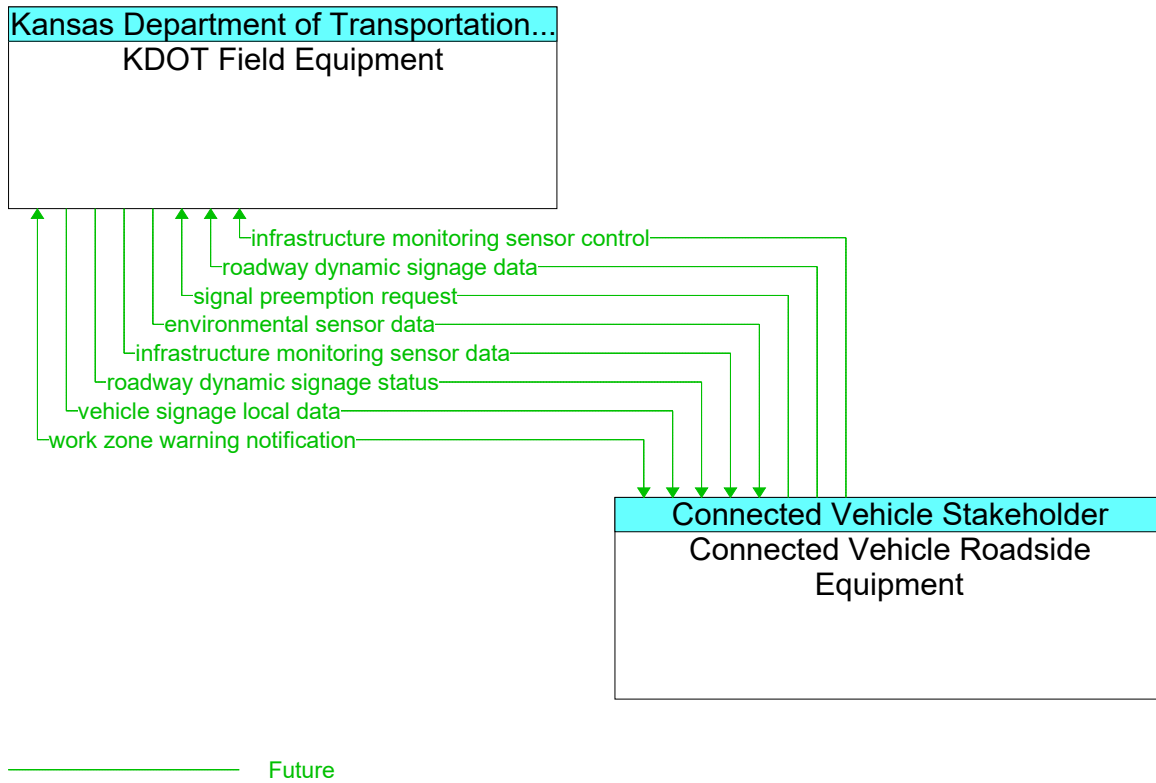 Kansas Department of Transportation...
KDOT Field Equipment
infrastructure monitoring sensor control
roadway dynamic signage data
signal preemption request
environmental sensor data
infrastructure monitoring sensor data
roadway dynamic signage status
vehicle signage local data
work zone warning notification
Connected Vehicle Stakeholder
Connected Vehicle Roadside
Equipment
Future